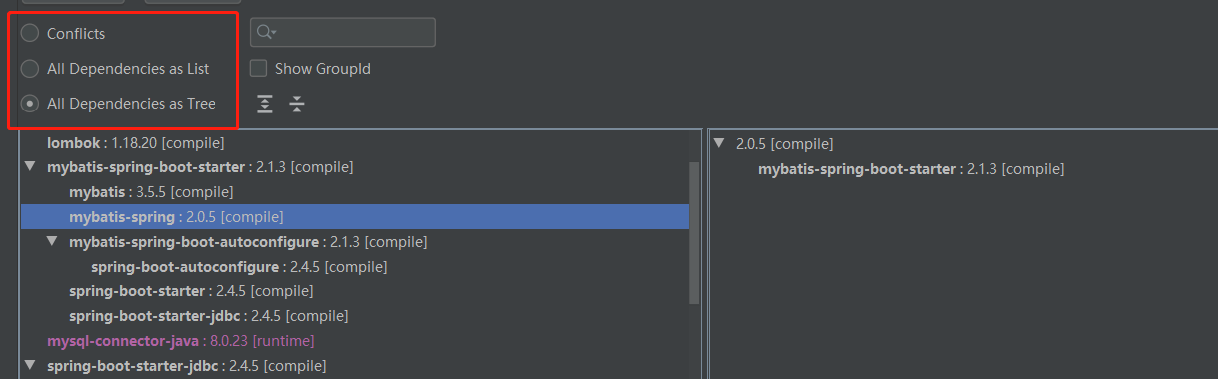 Conflicts
All Dependencies as List
Show GroupId
All Dependencies as Tree
lombok : 1.18.20 [compile]
mybatis-spring-boot-starter : 2.1.3 [compile]
mybatis : 3.5.5 [compile]
mybatis-spring : 2.0.5 [compile]
mybatis-spring-boot-autoconfigure : 2.1.3 [compile]
spring-boot-autoconfigure : 2.4.5 [compile]
spring-boot-starter : 2.4.5 [compile]
spring-boot-starter-jdbc : 2.4.5 [compile]
mysql-connector-java : 8.0.23 [runtime]
spring-boot-starter-jdbc : 2.4.5 [compile]
2.0.5 [compile]
mybatis-spring-boot-starter : 2.1.3 [compile]